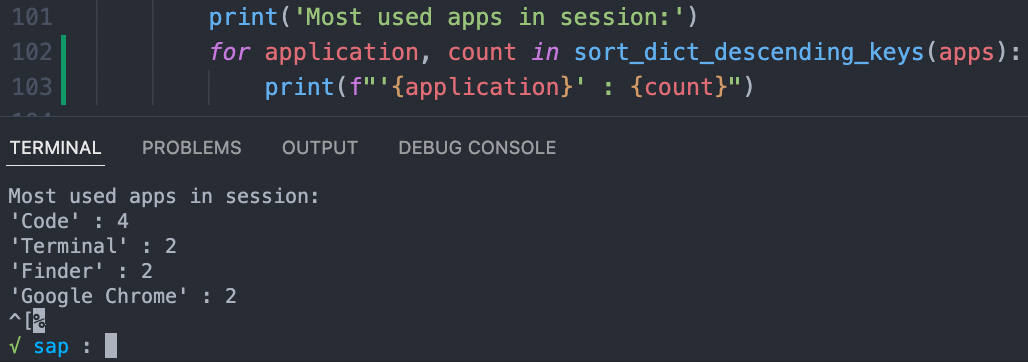 101 print('Most used apps in session:')
102 for application, count in sort_dict_descending_keys(apps):
103 print(f"'{application}' : {count}")
TERMINAL PROBLEMS OUTPUT DEBUG CONSOLE
Most used apps in session:
'Code' : 4
'Terminal' : 2
'Finder' : 2
'Google Chrome' : 2
^[%
√ sap :